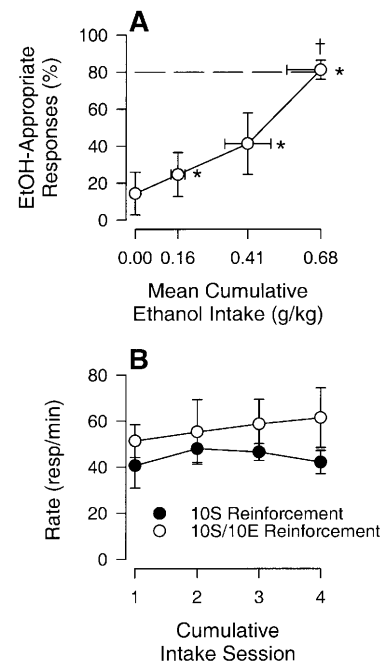 A
EtOH-Appropriate
Responses (%)
100
80
60
40
20
0
†
*
*
*
0.00 0.16 0.41 0.68
Mean Cumulative
Ethanol Intake (g/kg)
B
Rate (resp/min)
80
60
40
20
0
10S Reinforcement
10S/10E Reinforcement
1 2 3 4
Cumulative
Intake Session